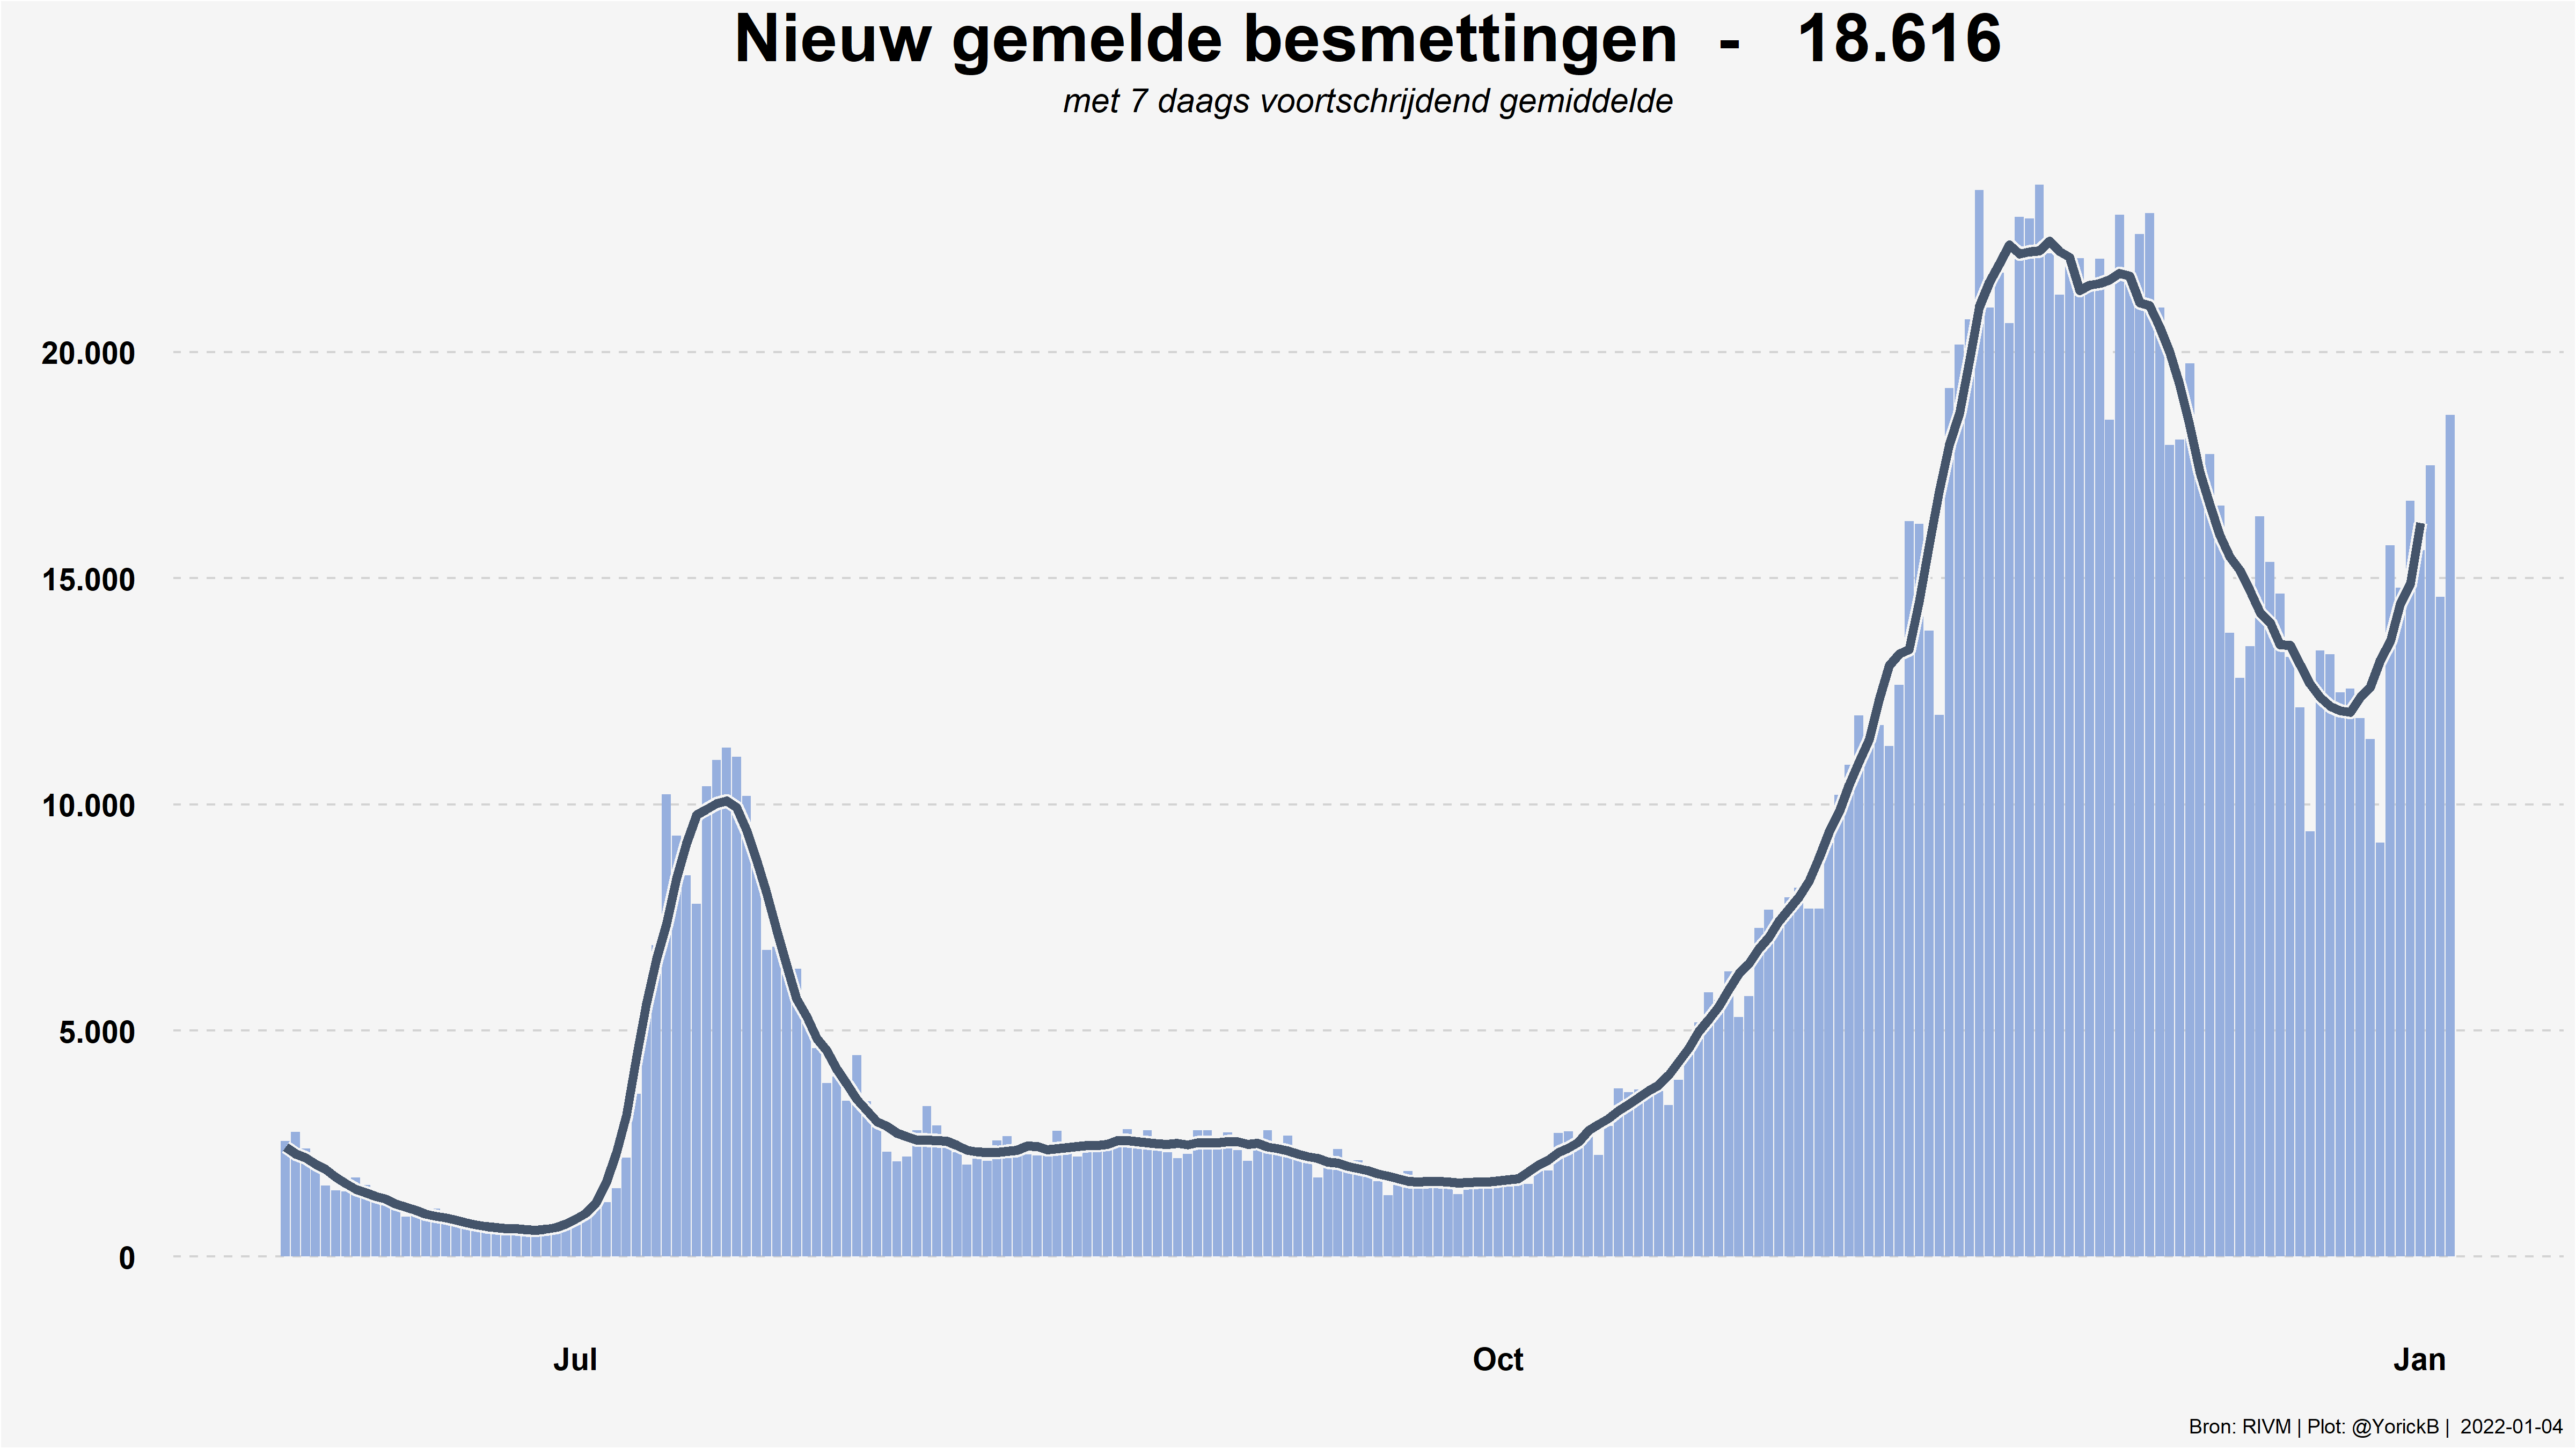 Nieuw gemelde besmettingen - 18.616
met 7 daags voortschrijdend gemiddelde
20.000
15.000
10.000
5.000
0
Jul Oct Jan
Bron: RIVM | Plot: @YorickB | 2022-01-04